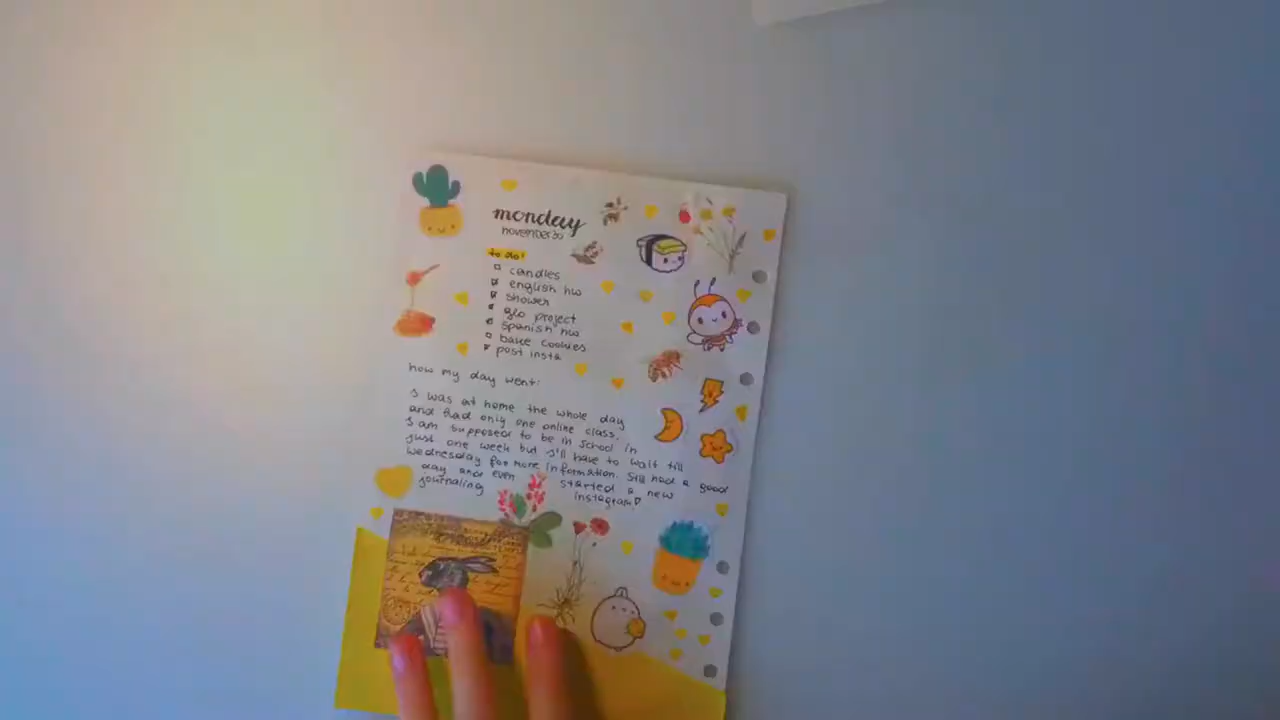 monday
november 30
to do!
candles
english hw
shower
geo project
spanish hw
bake cookies
post insta
how my day went:
I was at home the whole day
and had only one online class.
I am supposed to be in school in
just one week but I'll have to wait till
wednesday for more information. Still had a good
day and even started a new
journaling instagram!